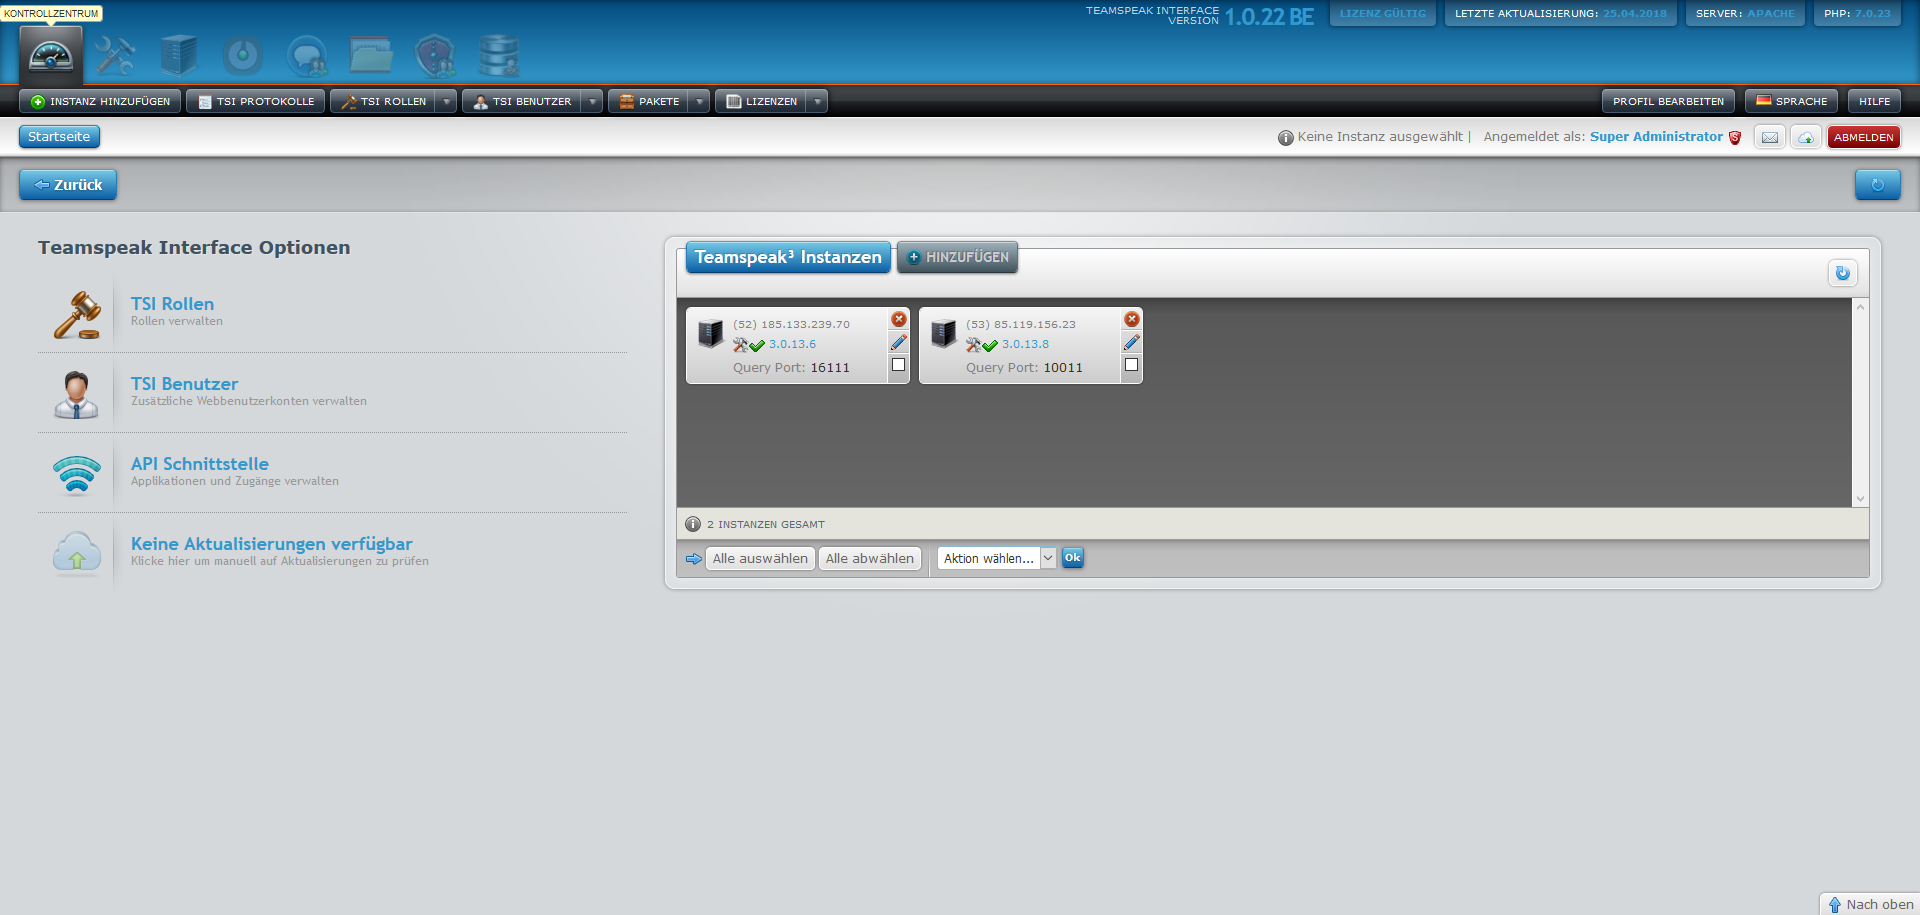 KONTROLLZENTRUM
TEAMSPEAK INTERFACE
VERSION
1.0.22 BE
LIZENZ GÜLTIG
LETZTE AKTUALISIERUNG: 25.04.2018
SERVER: APACHE
PHP: 7.0.23
INSTANZ HINZUFÜGEN
TSI PROTOKOLLE
TSI ROLLEN
TSI BENUTZER
PAKETE
LIZENZEN
PROFIL BEARBEITEN
SPRACHE
HILFE
Startseite
Keine Instanz ausgewählt |
Angemeldet als: Super Administrator
ABMELDEN
Zurück
Teamspeak Interface Optionen
TSI Rollen
Rollen verwalten
TSI Benutzer
Zusätzliche Webbenutzerkonten verwalten
API Schnittstelle
Applikationen und Zugänge verwalten
Keine Aktualisierungen verfügbar
Klicke hier um manuell auf Aktualisierungen zu prüfen
Teamspeak³ Instanzen
HINZUFÜGEN
(52) 185.133.239.70
3.0.13.6
Query Port: 16111
(53) 85.119.156.23
3.0.13.8
Query Port: 10011
2 INSTANZEN GESAMT
Alle auswählen
Alle abwählen
Aktion wählen...
Ok
Nach oben